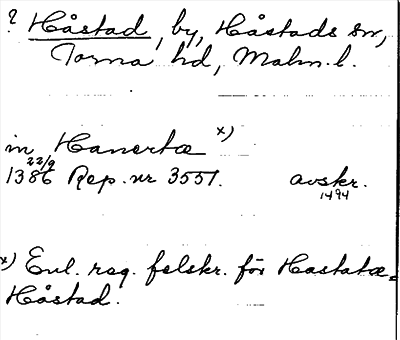 ? Håstad, by, Håstads sn,
Torna hd, Malm.l.
in Hanertæ x)
22/9
1386 Rep. nr 3551. avskr.
1494
x) Enl. reg. felskr. för Hastatæ=
Håstad.